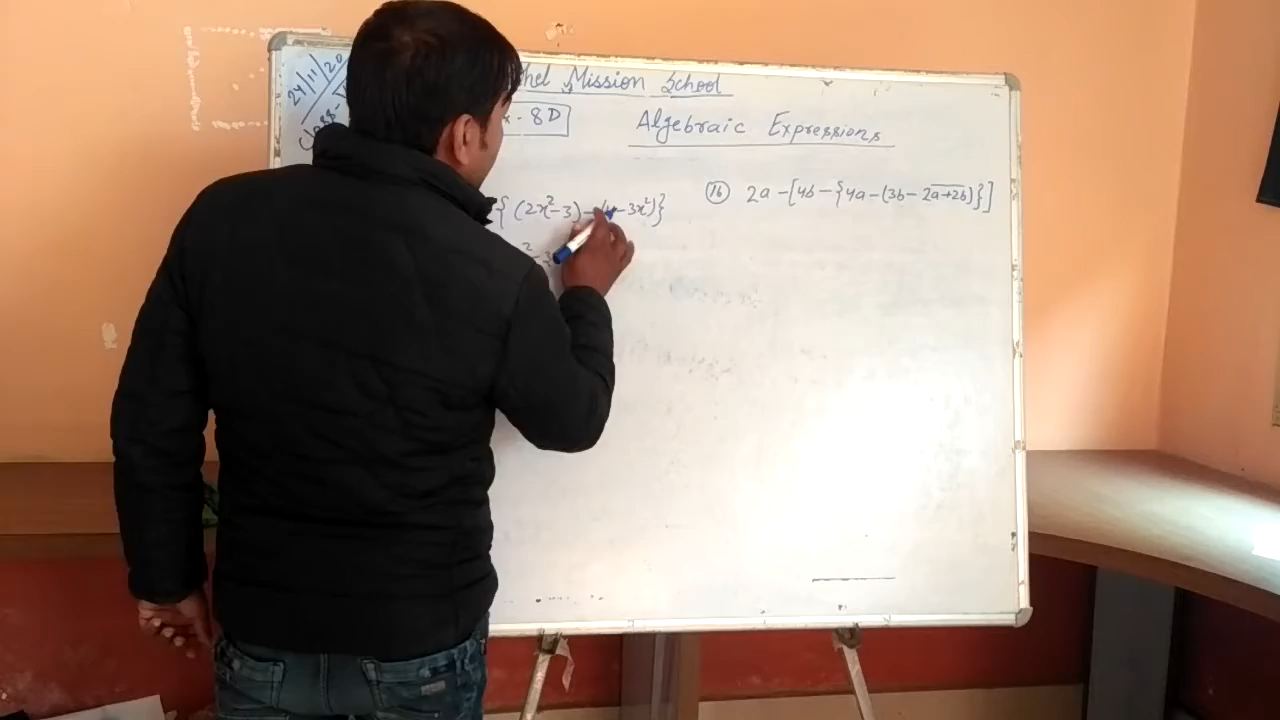 24/11/20
Class-
Mission School
8D
Algebraic Expressions
{(2x²-3) - (4-3x²)}
(16) 2a - [4b - {4a - (3b - 2a+2b)}]